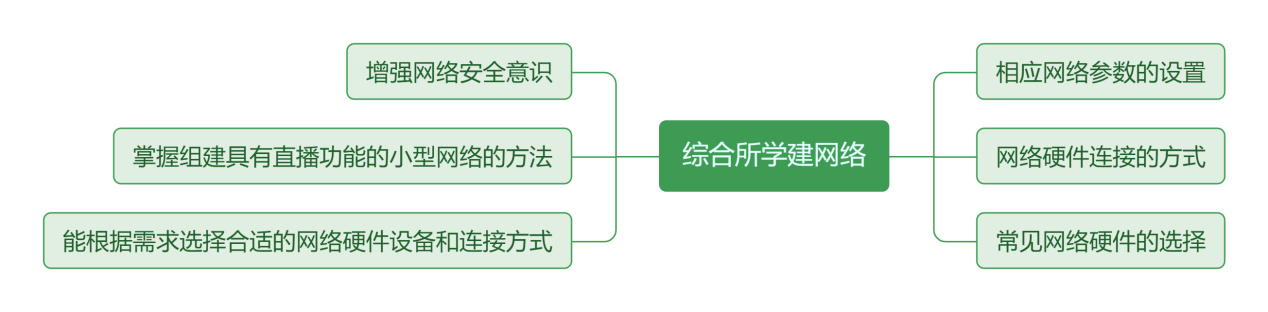 增强网络安全意识
掌握组建具有直播功能的小型网络的方法
能根据需求选择合适的网络硬件设备和连接方式
综合所学建网络
相应网络参数的设置
网络硬件连接的方式
常见网络硬件的选择